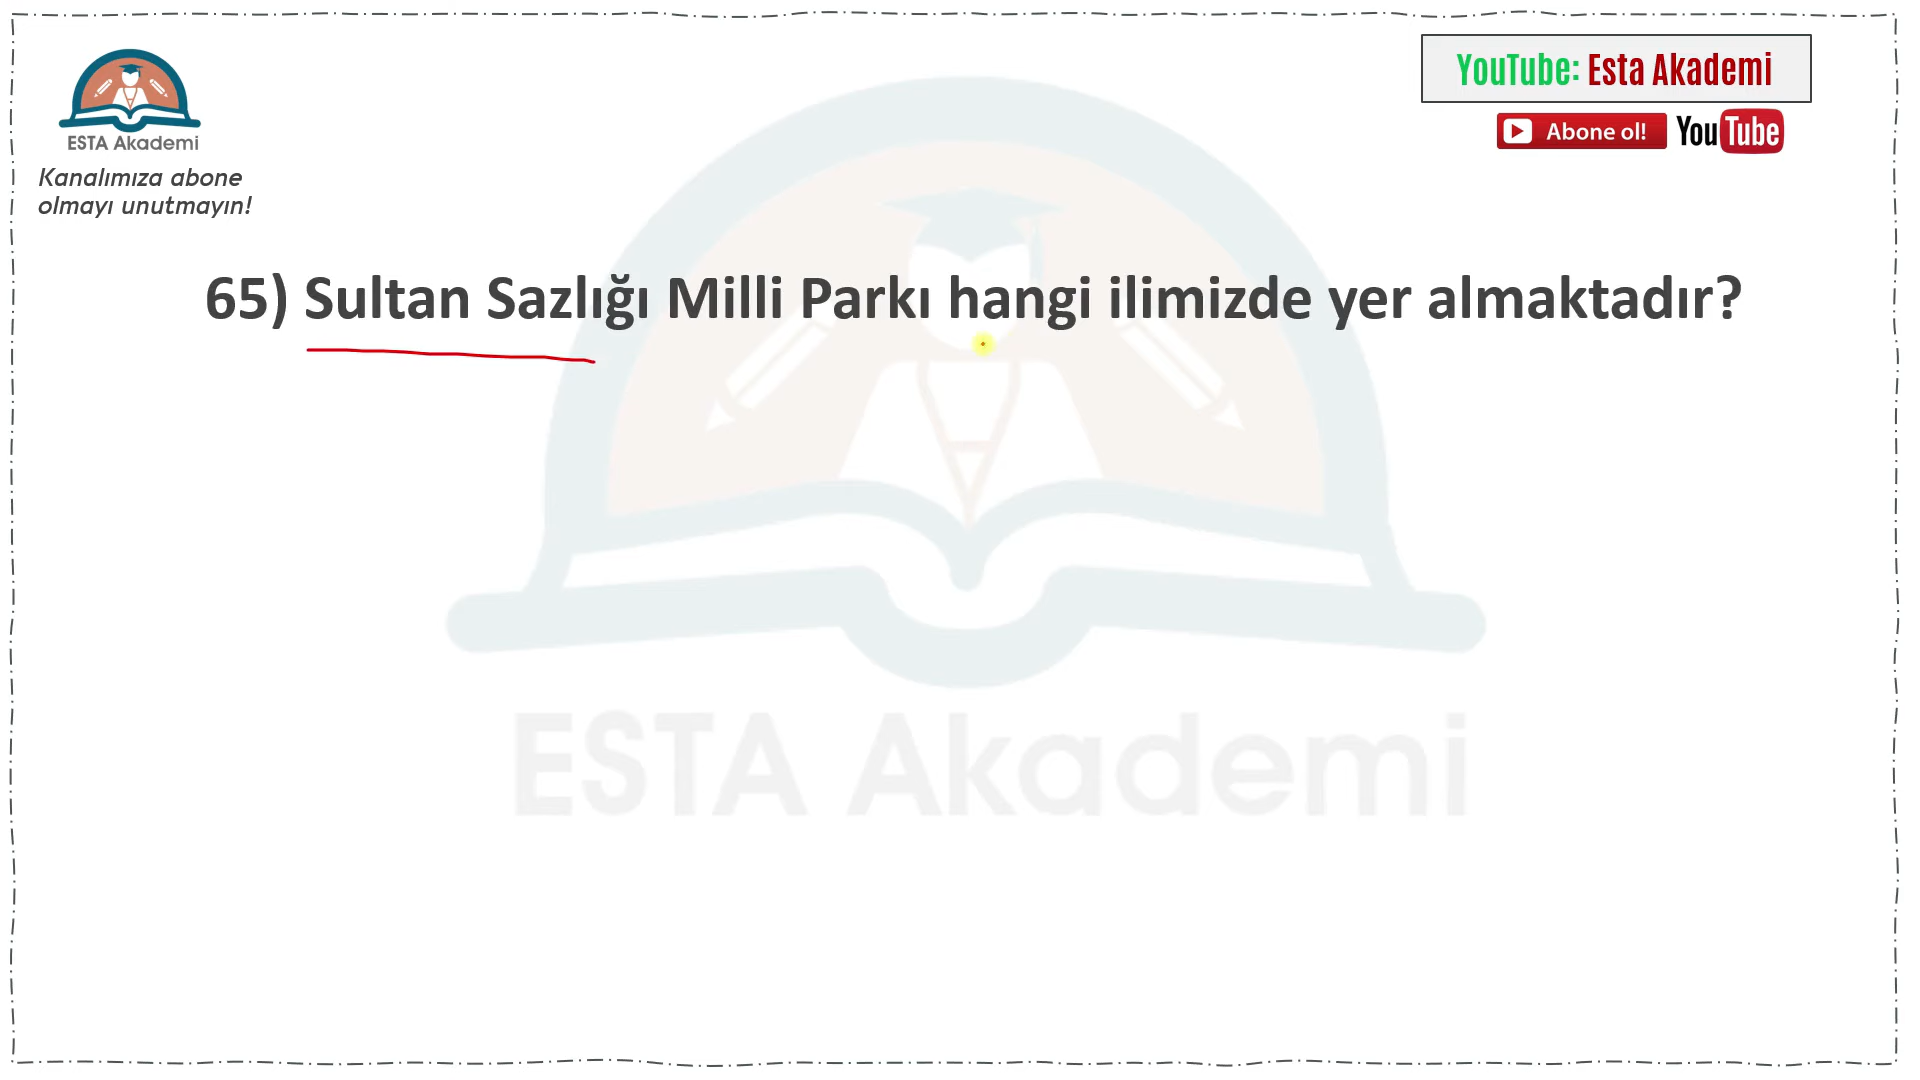 YouTube: Esta Akademi
Abone ol! YouTube
ESTA Akademi
Kanalımıza abone
olmayı unutmayın!
65) Sultan Sazlığı Milli Parkı hangi ilimizde yer almaktadır?
ESTA Akademi